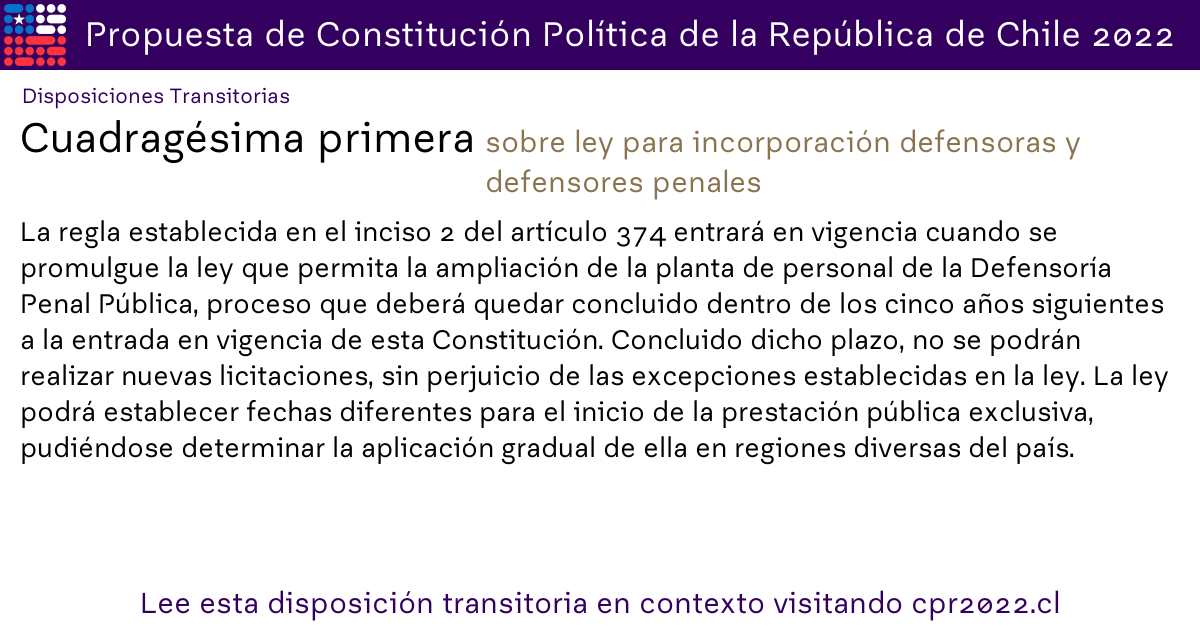 Propuesta de Constitución Política de la República de Chile 2022
Disposiciones Transitorias
Cuadragésima primera sobre ley para incorporación defensoras y
defensores penales
La regla establecida en el inciso 2 del artículo 374 entrará en vigencia cuando se
promulgue la ley que permita la ampliación de la planta de personal de la Defensoría
Penal Pública, proceso que deberá quedar concluido dentro de los cinco años siguientes
a la entrada en vigencia de esta Constitución. Concluido dicho plazo, no se podrán
realizar nuevas licitaciones, sin perjuicio de las excepciones establecidas en la ley. La ley
podrá establecer fechas diferentes para el inicio de la prestación pública exclusiva,
pudiéndose determinar la aplicación gradual de ella en regiones diversas del país.
Lee esta disposición transitoria en contexto visitando cpr2022.cl